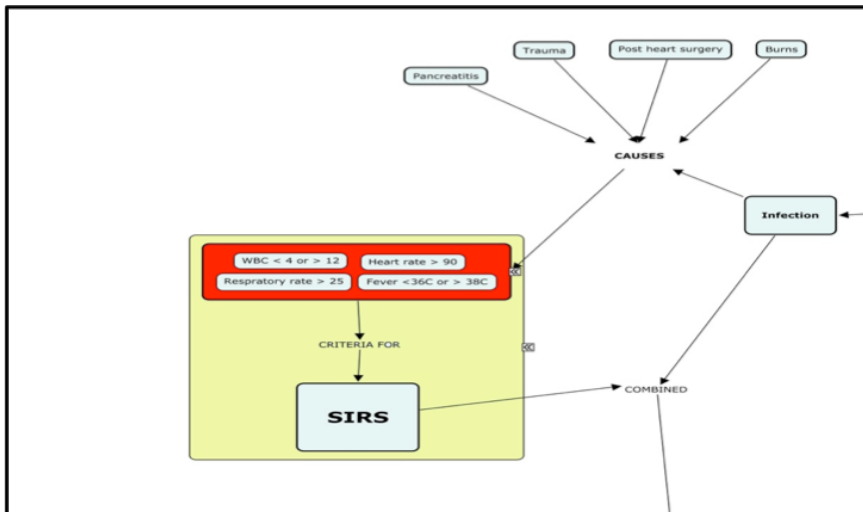 Trauma
Post heart surgery
Burns
Pancreatitis
CAUSES
Infection
WBC < 4 or > 12
Heart rate > 90
Respratory rate > 25
Fever <36C or > 38C
CRITERIA FOR
SIRS
COMBINED